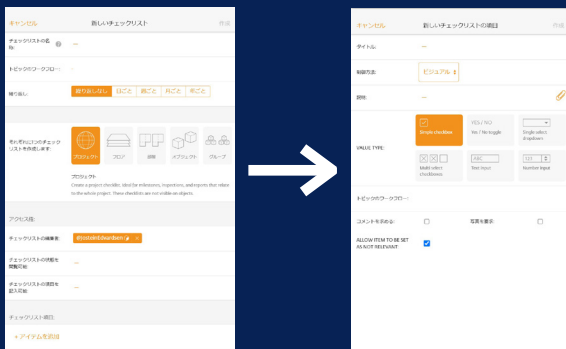 キャンセル 新しいチェックリスト 作成
チェックリストの名
称:
トピックのワークフロー:
繰り返し: 繰り返しなし 日ごと 週ごと 月ごと 年ごと
それぞれに1つのチェック
リストを作成します:
プロジェクト フロア 部屋 オブジェクト グループ
プロジェクト
Create a project checklist. Ideal for milestones, inspections, and reports that relate
to the whole project. These checklists are not visible on objects.
アクセス権:
チェックリストの編集者:
チェックリストの状態を
閲覧可能:
チェックリストの項目を
記入可能:
チェックリスト項目:
+ アイテムを追加
キャンセル 新しいチェックリストの項目 作成
タイトル:
制御方法: ビジュアル
説明:
VALUE TYPE:
Simple checkbox
YES / NO
Yes / No toggle
Single select
dropdown
Multi select
checkboxes
ABC
Text input
123
Number input
トピックのワークフロー:
コメントを求める: 写真を要求:
ALLOW ITEM TO BE SET
AS NOT RELEVANT